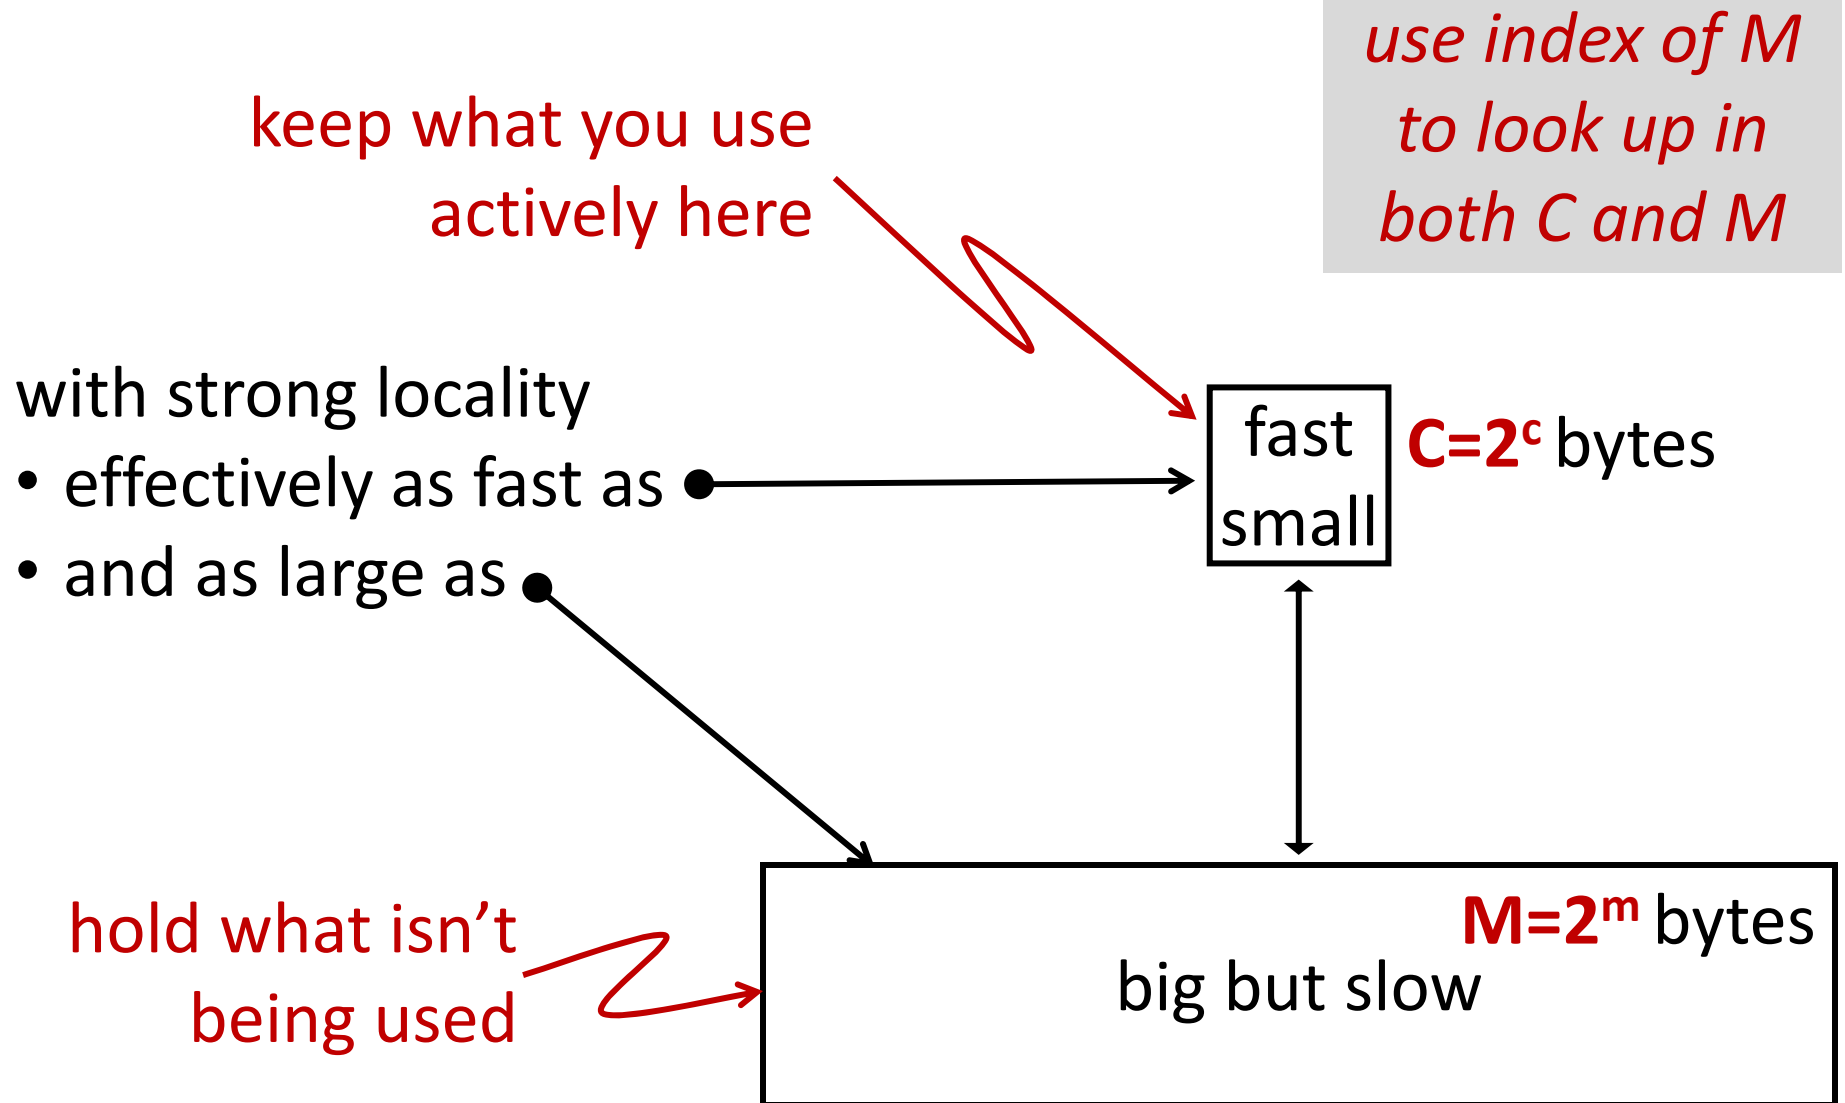 use index of M
to look up in
both C and M
keep what you use
actively here
with strong locality
• effectively as fast as
• and as large as
fast
small
C=2ᶜ bytes
M=2ᵐ bytes
big but slow
hold what isn’t
being used